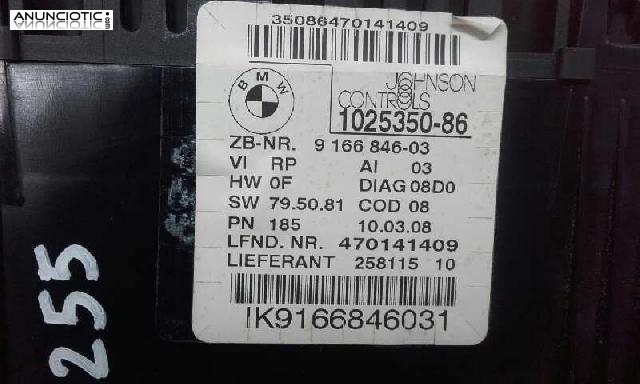 ANUNCIOTIC
.es
35086470141409
BMW
JOHNSON
CONTROLS
1025350-86
ZB-NR. 9 166 846-03
VI RP AI 03
HW 0F DIAG 08D0
SW 79.50.81 COD 08
PN 185 10.03.08
LFND. NR. 470141409
LIEFERANT 258115 10
IK9166846031
255